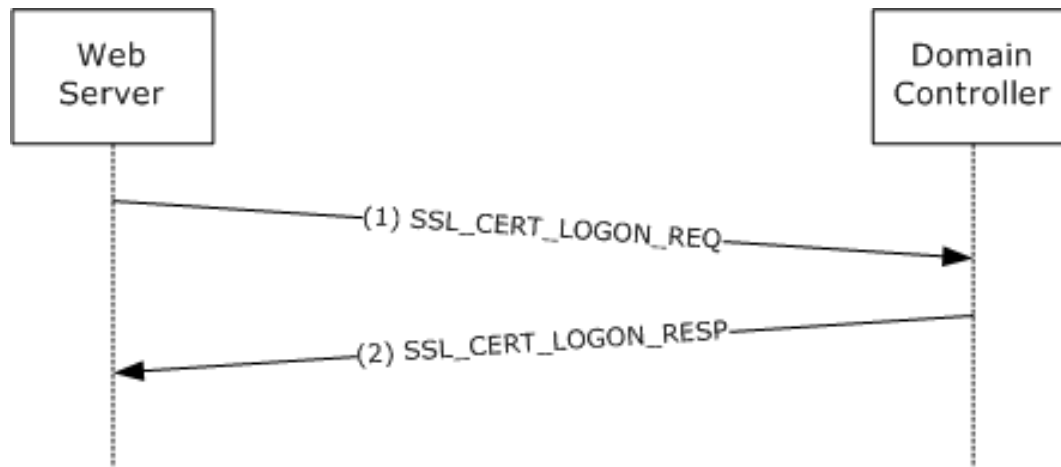 Web
Server
Domain
Controller
(1) SSL_CERT_LOGON_REQ
(2) SSL_CERT_LOGON_RESP